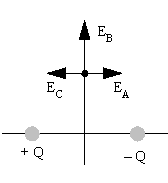 E_B
E_C E_A
+ Q – Q